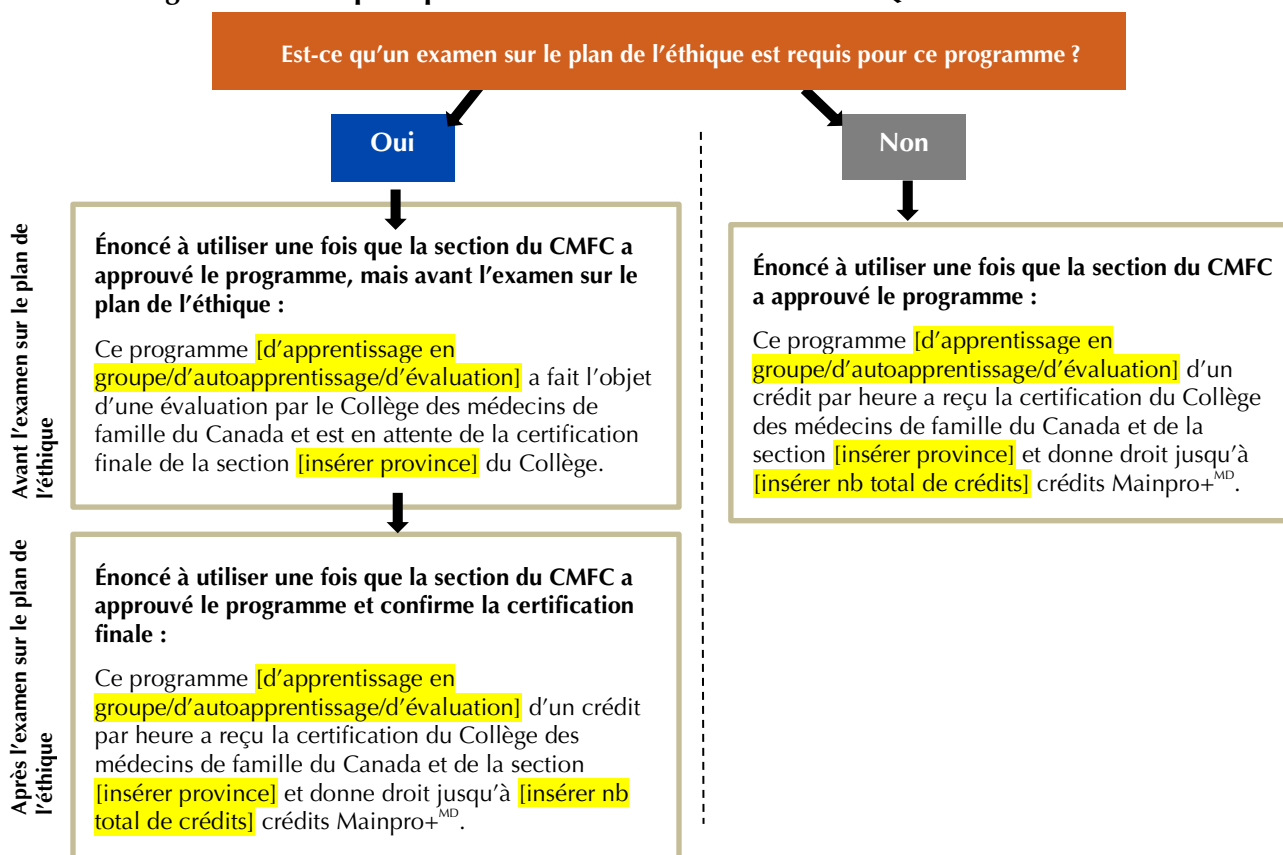 Est-ce qu’un examen sur le plan de l’éthique est requis pour ce programme ?
Oui
Non
Avant l’examen sur le plan de
l’éthique
Énoncé à utiliser une fois que la section du CMFC a
approuvé le programme, mais avant l’examen sur le
plan de l’éthique :
Ce programme [d’apprentissage en
groupe/d’autoapprentissage/d’évaluation] a fait l’objet
d’une évaluation par le Collège des médecins de
famille du Canada et est en attente de la certification
finale de la section [insérer province] du Collège.
Énoncé à utiliser une fois que la section du CMFC
a approuvé le programme :
Ce programme [d’apprentissage en
groupe/d’autoapprentissage/d’évaluation] d’un
crédit par heure a reçu la certification du Collège
des médecins de famille du Canada et de la
section [insérer province] et donne droit jusqu’à
[insérer nb total de crédits] crédits Mainpro+MD.
Après l’examen sur le plan de
l’éthique
Énoncé à utiliser une fois que la section du CMFC a
approuvé le programme et confirme la certification
finale :
Ce programme [d’apprentissage en
groupe/d’autoapprentissage/d’évaluation] d’un crédit
par heure a reçu la certification du Collège des
médecins de famille du Canada et de la section
[insérer province] et donne droit jusqu’à [insérer nb
total de crédits] crédits Mainpro+MD.